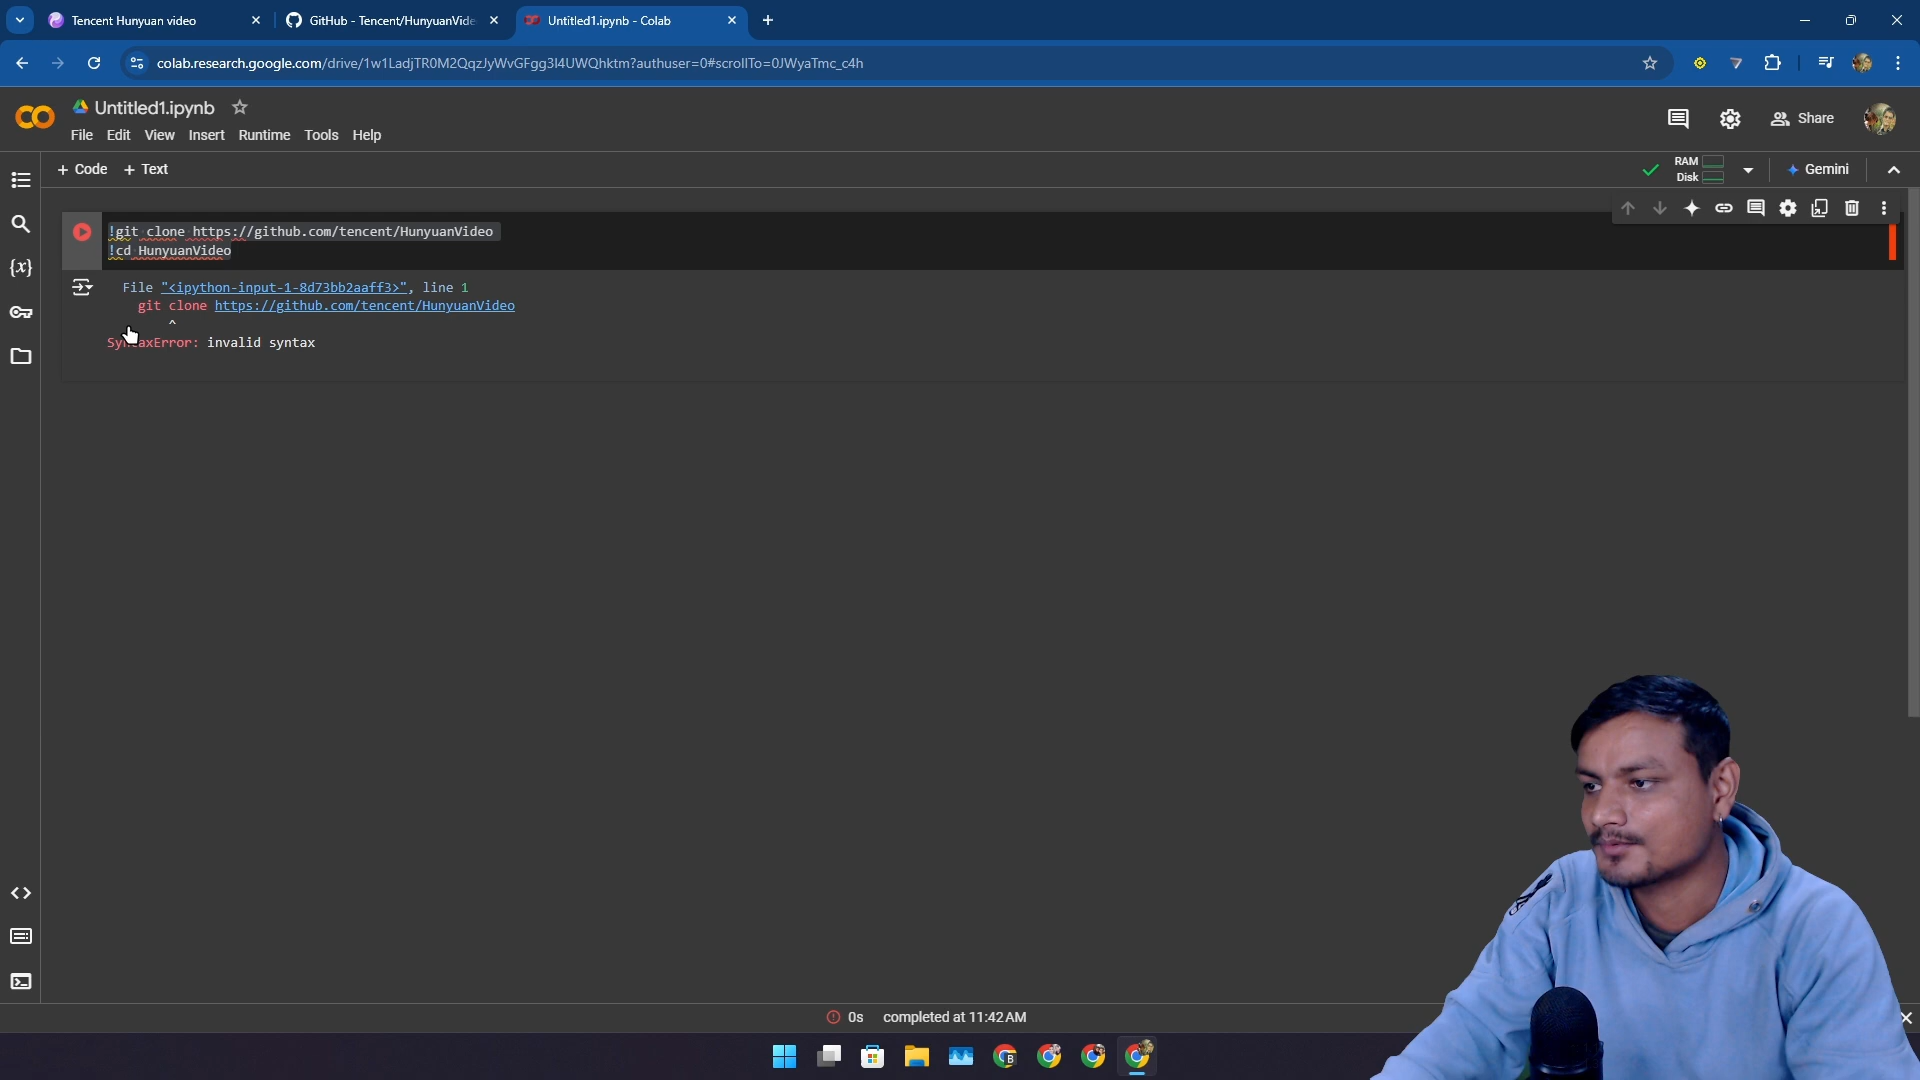 Tencent Hunyuan video
GitHub - Tencent/HunyuanVide
Untitled1.ipynb - Colab
colab.research.google.com/drive/1w1LadjTR0M2QqzJyWvGFgg3I4UWQhktm?authuser=0#scrollTo=0JWyaTmc_c4h
Untitled1.ipynb
File Edit View Insert Runtime Tools Help
Share
+ Code + Text
RAM
Disk
Gemini
!git clone https://github.com/tencent/HunyuanVideo
!cd HunyuanVideo
File "<ipython-input-1-8d73bb2aaff3>", line 1
git clone https://github.com/tencent/HunyuanVideo
^
SyntaxError: invalid syntax
0s completed at 11:42 AM